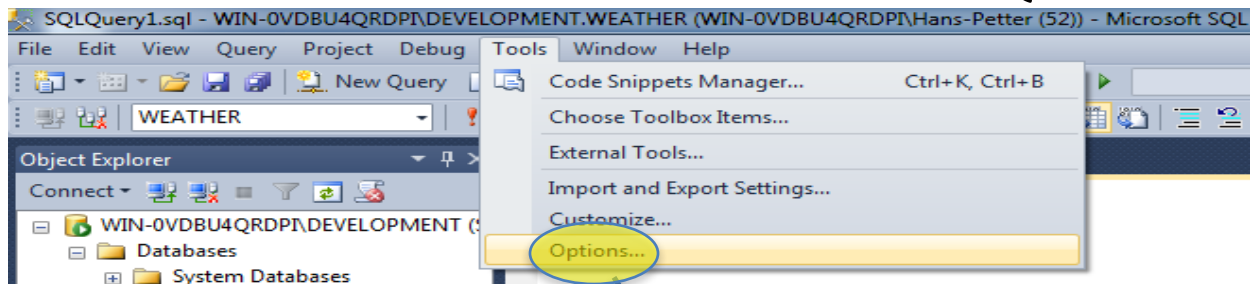 SQLQuery1.sql - WIN-0VDBU4QRDPI\DEVELOPMENT.WEATHER (WIN-0VDBU4QRDPI\Hans-Petter (52)) - Microsoft SQL
File Edit View Query Project Debug Tools Window Help
New Query
Code Snippets Manager... Ctrl+K, Ctrl+B
WEATHER
Choose Toolbox Items...
Object Explorer
External Tools...
Connect
Import and Export Settings...
WIN-0VDBU4QRDPI\DEVELOPMENT (
Customize...
Databases
Options...
System Databases